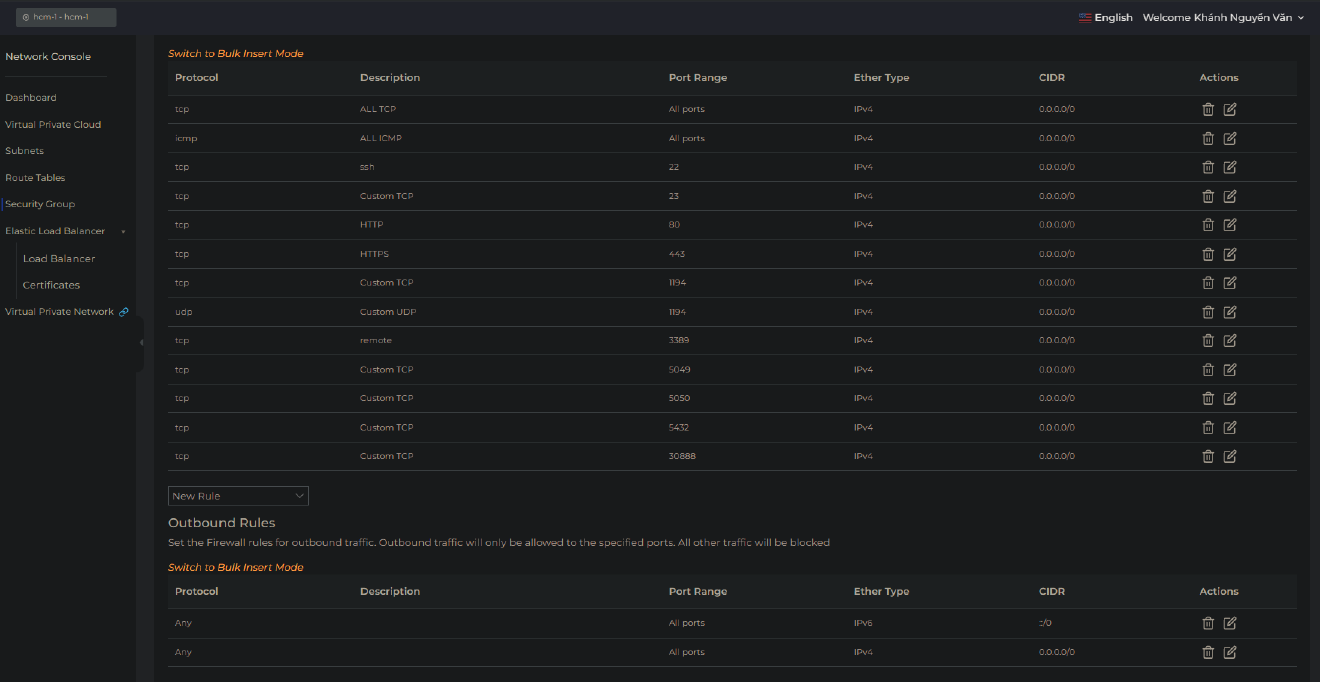 hcm-1 - hcm-1
English Welcome Khánh Nguyễn Văn
Network Console
Dashboard
Virtual Private Cloud
Subnets
Route Tables
Security Group
Elastic Load Balancer
Load Balancer
Certificates
Virtual Private Network
Switch to Bulk Insert Mode
Protocol Description Port Range Ether Type CIDR Actions
tcp ALL TCP All ports IPv4 0.0.0.0/0
icmp ALL ICMP All ports IPv4 0.0.0.0/0
tcp ssh 22 IPv4 0.0.0.0/0
tcp Custom TCP 23 IPv4 0.0.0.0/0
tcp HTTP 80 IPv4 0.0.0.0/0
tcp HTTPS 443 IPv4 0.0.0.0/0
tcp Custom TCP 1194 IPv4 0.0.0.0/0
udp Custom UDP 1194 IPv4 0.0.0.0/0
tcp remote 3389 IPv4 0.0.0.0/0
tcp Custom TCP 5049 IPv4 0.0.0.0/0
tcp Custom TCP 5050 IPv4 0.0.0.0/0
tcp Custom TCP 5432 IPv4 0.0.0.0/0
tcp Custom TCP 30888 IPv4 0.0.0.0/0
New Rule
Outbound Rules
Set the Firewall rules for outbound traffic. Outbound traffic will only be allowed to the specified ports. All other traffic will be blocked
Switch to Bulk Insert Mode
Protocol Description Port Range Ether Type CIDR Actions
Any All ports IPv6 ::/0
Any All ports IPv4 0.0.0.0/0